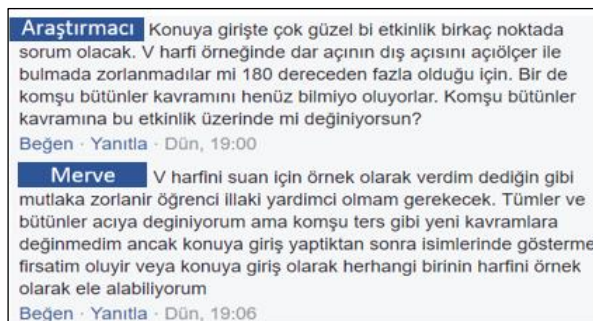 Araştırmacı Konuya girişte çok güzel bi etkinlik birkaç noktada
sorum olacak. V harfi örneğinde dar açının dış açısını açıölçer ile
bulmada zorlanmadılar mi 180 dereceden fazla olduğu için. Bir de
komşu bütünler kavramını henüz bilmiyo oluyorlar. Komşu bütünler
kavramına bu etkinlik üzerinde mi değiniyorsun?
Beğen · Yanıtla · Dün, 19:00
Merve V harfini suan için örnek olarak verdim dediğin gibi
mutlaka zorlanir öğrenci illaki yardimci olmam gerekecek. Tümler ve
bütünler acıya deginiyorum ama komşu ters gibi yeni kavramlara
değinmedim ancak konuya giriş yaptiktan sonra isimlerinde gösterme
firsatim oluyir veya konuya giriş olarak herhangi birinin harfini örnek
olarak ele alabiliyorum
Beğen · Yanıtla · Dün, 19:06